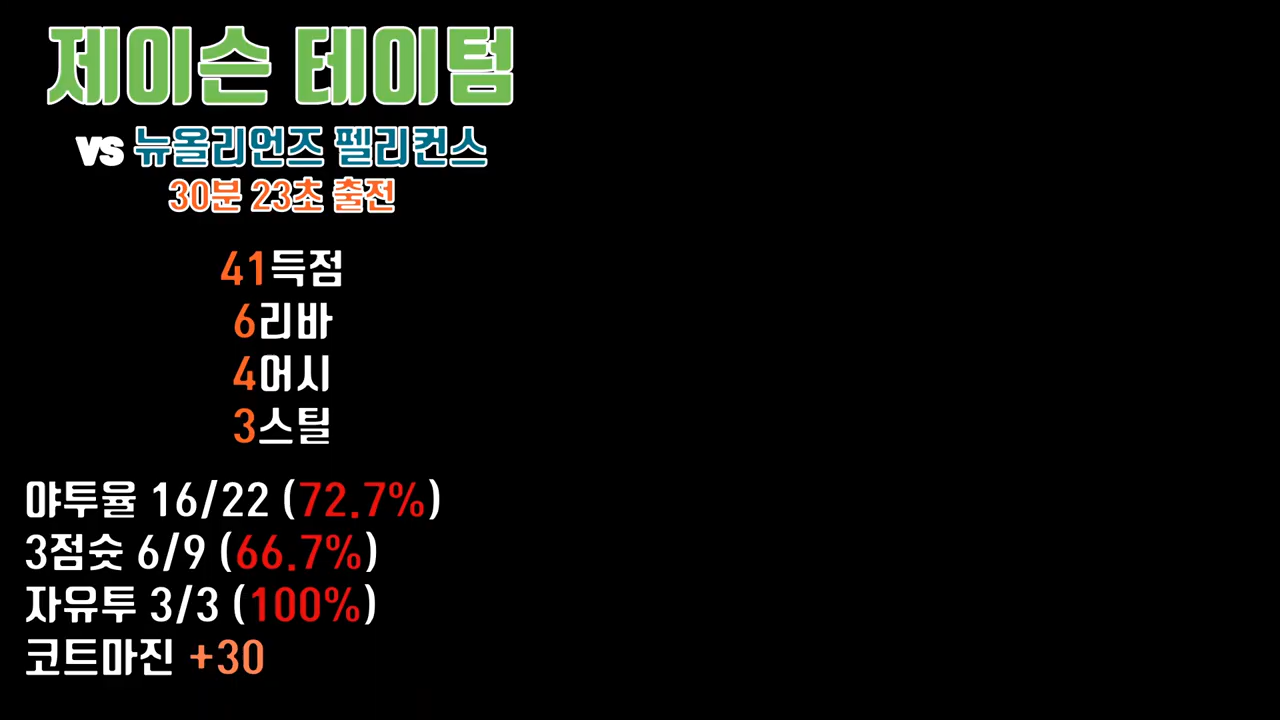 제이슨 테이텀
vs 뉴올리언즈 펠리컨스
30분 23초 출전
41득점
6리바
4어시
3스틸
야투율 16/22 (72.7%)
3점슛 6/9 (66.7%)
자유투 3/3 (100%)
코트마진 +30